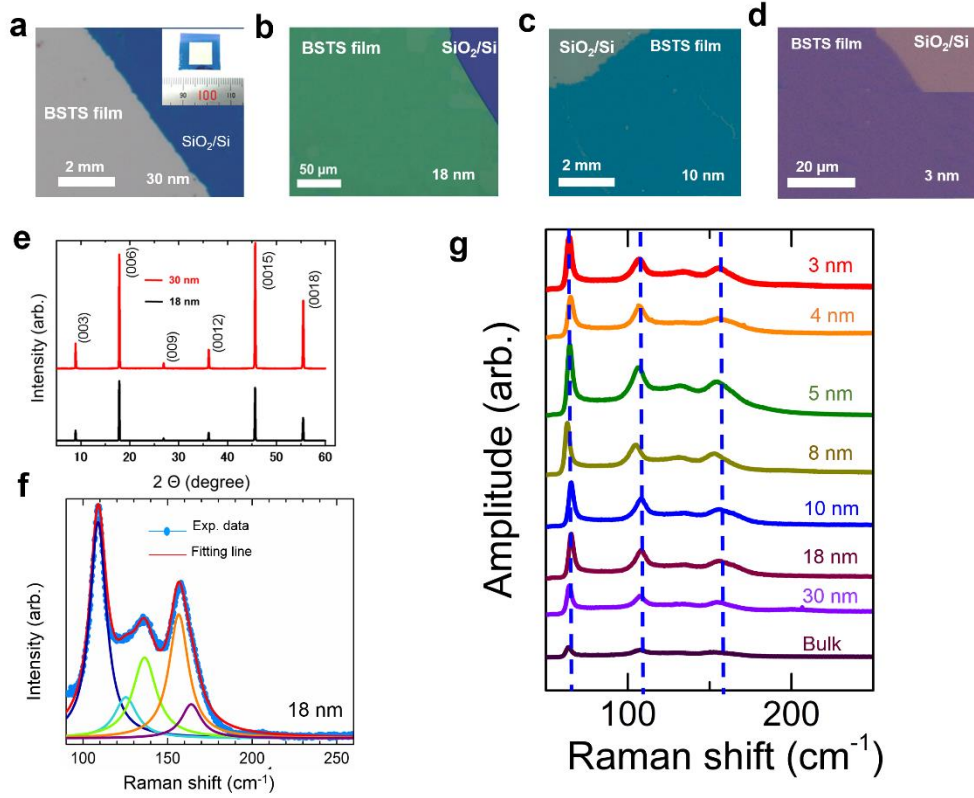 a
BSTS film
SiO₂/Si
2 mm
30 nm
90 100 110
b
BSTS film
SiO₂/Si
50 µm
18 nm
c
SiO₂/Si
BSTS film
2 mm
10 nm
d
BSTS film
SiO₂/Si
20 µm
3 nm
e
Intensity (arb.)
(003)
(006)
(009)
(0012)
(0015)
(0018)
30 nm
18 nm
10 20 30 40 50 60
2 Θ (degree)
f
Intensity (arb.)
Exp. data
Fitting line
18 nm
100 150 200 250
Raman shift (cm⁻¹)
g
Amplitude (arb.)
3 nm
4 nm
5 nm
8 nm
10 nm
18 nm
30 nm
Bulk
100 200
Raman shift (cm⁻¹)